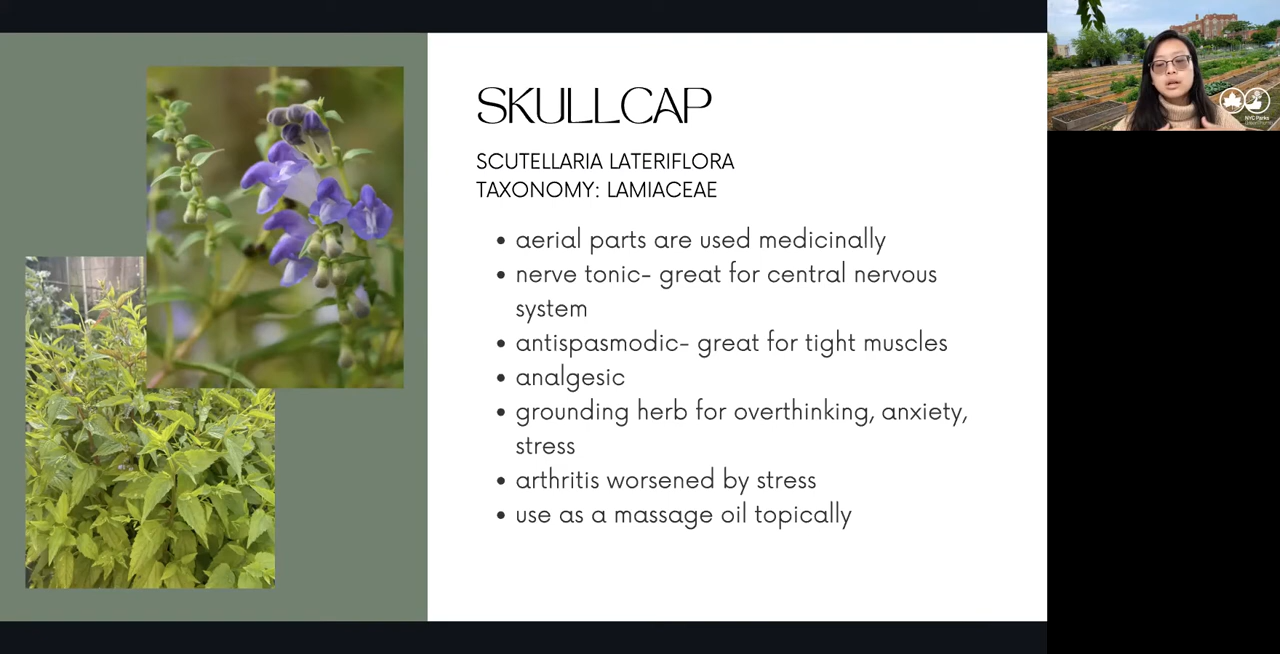 SKULLCAP
SCUTELLARIA LATERIFLORA
TAXONOMY: LAMIACEAE
• aerial parts are used medicinally
• nerve tonic- great for central nervous
system
• antispasmodic- great for tight muscles
• analgesic
• grounding herb for overthinking, anxiety,
stress
• arthritis worsened by stress
• use as a massage oil topically
NYC Parks